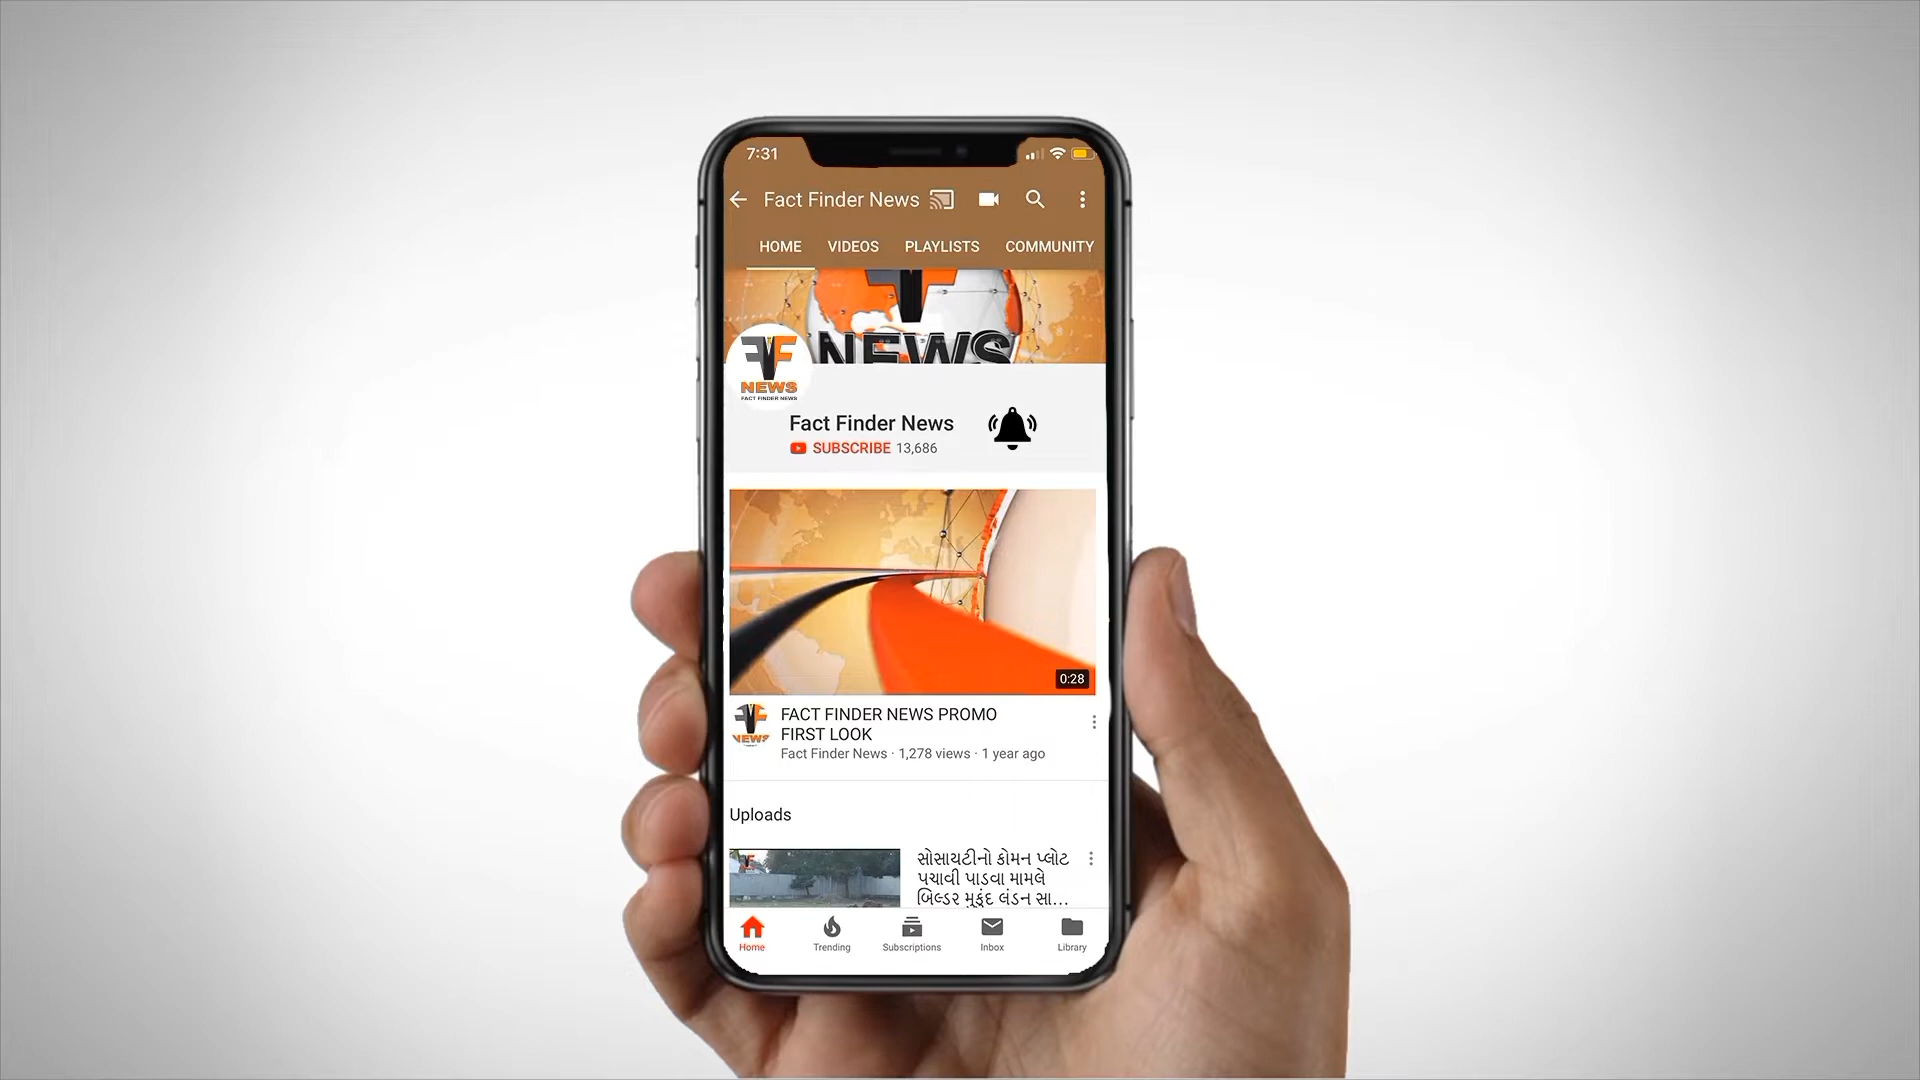 7:31
Fact Finder News
HOME VIDEOS PLAYLISTS COMMUNITY
NEWS
NEWS
FACT FINDER NEWS
Fact Finder News
SUBSCRIBE 13,686
0:28
NEWS
FACT FINDER NEWS PROMO
FIRST LOOK
Fact Finder News · 1,278 views · 1 year ago
Uploads
સોસાયટીનો કોમન પ્લોટ
પચાવી પાડવા મામલે
બિલ્ડર મુકુંદ લંડન સા...
Home Trending Subscriptions Inbox Library